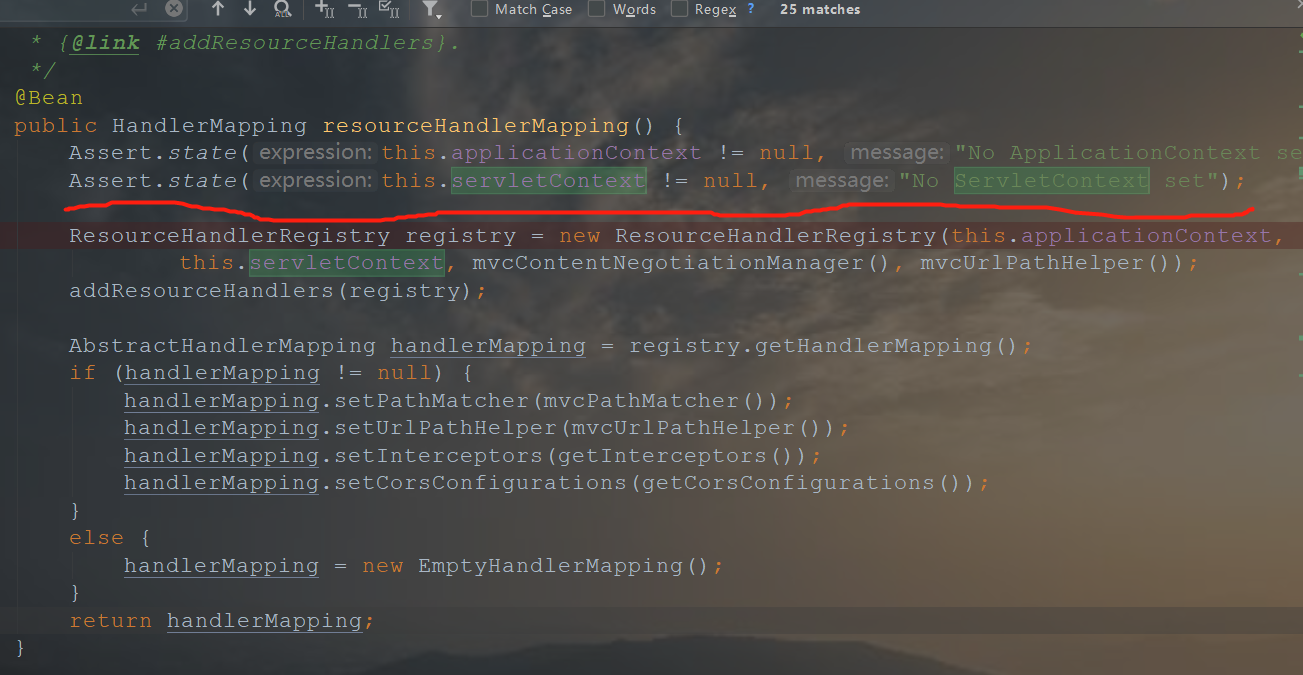 Match Case Words Regex ? 25 matches
* {@link #addResourceHandlers}.
*/
@Bean
public HandlerMapping resourceHandlerMapping() {
Assert.state( expression: this.applicationContext != null, message: "No ApplicationContext se
Assert.state( expression: this.servletContext != null, message: "No ServletContext set");
ResourceHandlerRegistry registry = new ResourceHandlerRegistry(this.applicationContext,
this.servletContext, mvcContentNegotiationManager(), mvcUrlPathHelper());
addResourceHandlers(registry);
AbstractHandlerMapping handlerMapping = registry.getHandlerMapping();
if (handlerMapping != null) {
handlerMapping.setPathMatcher(mvcPathMatcher());
handlerMapping.setUrlPathHelper(mvcUrlPathHelper());
handlerMapping.setInterceptors(getInterceptors());
handlerMapping.setCorsConfigurations(getCorsConfigurations());
}
else {
handlerMapping = new EmptyHandlerMapping();
}
return handlerMapping;
}